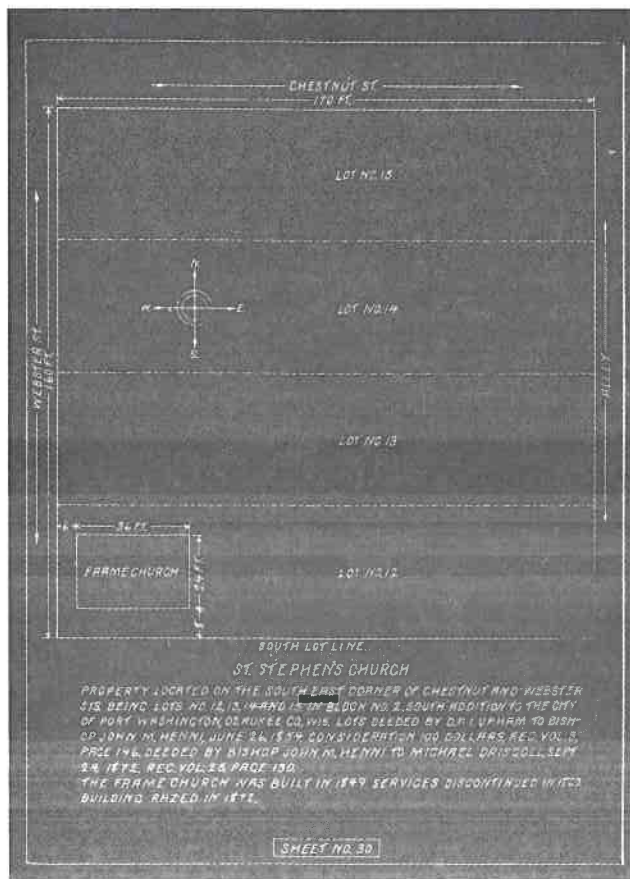 CHESTNUT ST.
170 FT.
LOT NO. 15
N.
W. E.
S.
LOT NO. 14
WEBSTER ST.
160 FT.
ALLEY
LOT NO. 13
6 36 FT.
FRAME CHURCH
24 FT.
LOT NO. 12
SOUTH LOT LINE.
ST. STEPHEN'S CHURCH
PROPERTY LOCATED ON THE SOUTH EAST CORNER OF CHESTNUT AND WEBSTER
STS. BEING LOTS NO. 12, 13, 14 AND 15 IN BLOCK NO. 2, SOUTH ADDITION TO THE CITY
OF PORT WASHINGTON, OZAUKEE CO., WIS. LOTS DEEDED BY UPHAM TO BISH-
OP JOHN M. HENNI, JUNE 26, 1854. CONSIDERATION 100 DOLLARS. REC. VOL.
PAGE 146. DEEDED BY BISHOP JOHN M. HENNI TO MICHAEL DRISCOLL, SEPT
24, 1872. REC. VOL. 28 PAGE 130.
THE FRAME CHURCH WAS BUILT IN 1849 SERVICES DISCONTINUED IN
BUILDING RAZED IN
SHEET NO. 30